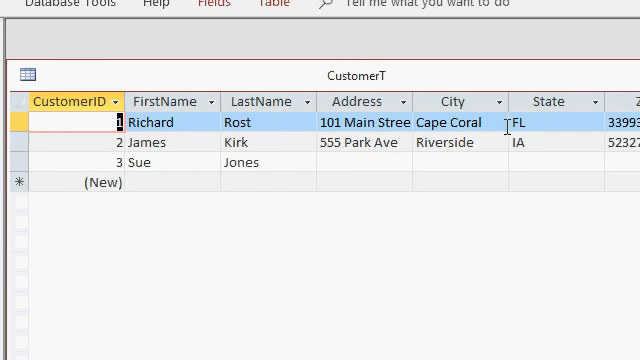 Database Tools Help Fields Table Tell me what you want to do
CustomerT
CustomerID FirstName LastName Address City State Z
1 Richard Rost 101 Main Stree Cape Coral FL 33993
2 James Kirk 555 Park Ave Riverside IA 52327
3 Sue Jones
(New)